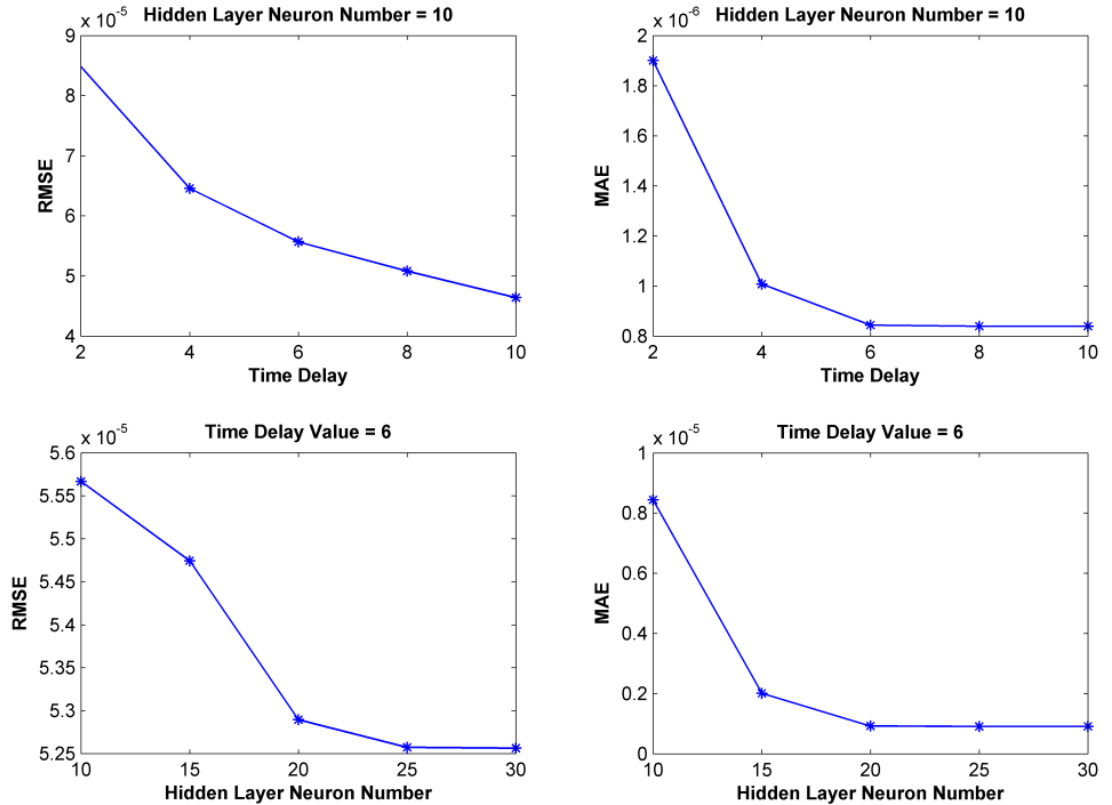 Hidden Layer Neuron Number = 10
x 10^-5
9
8
7
6
5
4
RMSE
2 4 6 8 10
Time Delay
Hidden Layer Neuron Number = 10
x 10^-6
2
1.8
1.6
1.4
1.2
1
0.8
MAE
2 4 6 8 10
Time Delay
Time Delay Value = 6
x 10^-5
5.6
5.55
5.5
5.45
5.4
5.35
5.3
5.25
RMSE
10 15 20 25 30
Hidden Layer Neuron Number
Time Delay Value = 6
x 10^-5
1
0.8
0.6
0.4
0.2
0
MAE
10 15 20 25 30
Hidden Layer Neuron Number